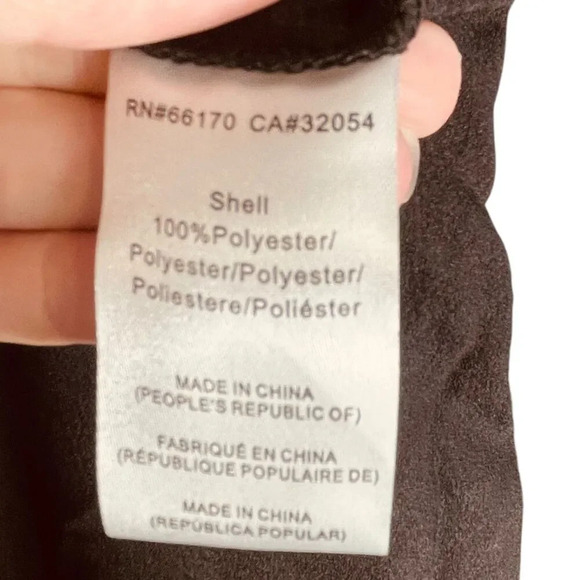 RN#66170 CA#32054
Shell
100%Polyester/
Polyester/Polyester/
Poliestere/Poliéster
MADE IN CHINA
(PEOPLE'S REPUBLIC OF)
FABRIQUÉ EN CHINA
(RÉPUBLIQUE POPULAIRE DE)
MADE IN CHINA
(REPÚBLICA POPULAR)